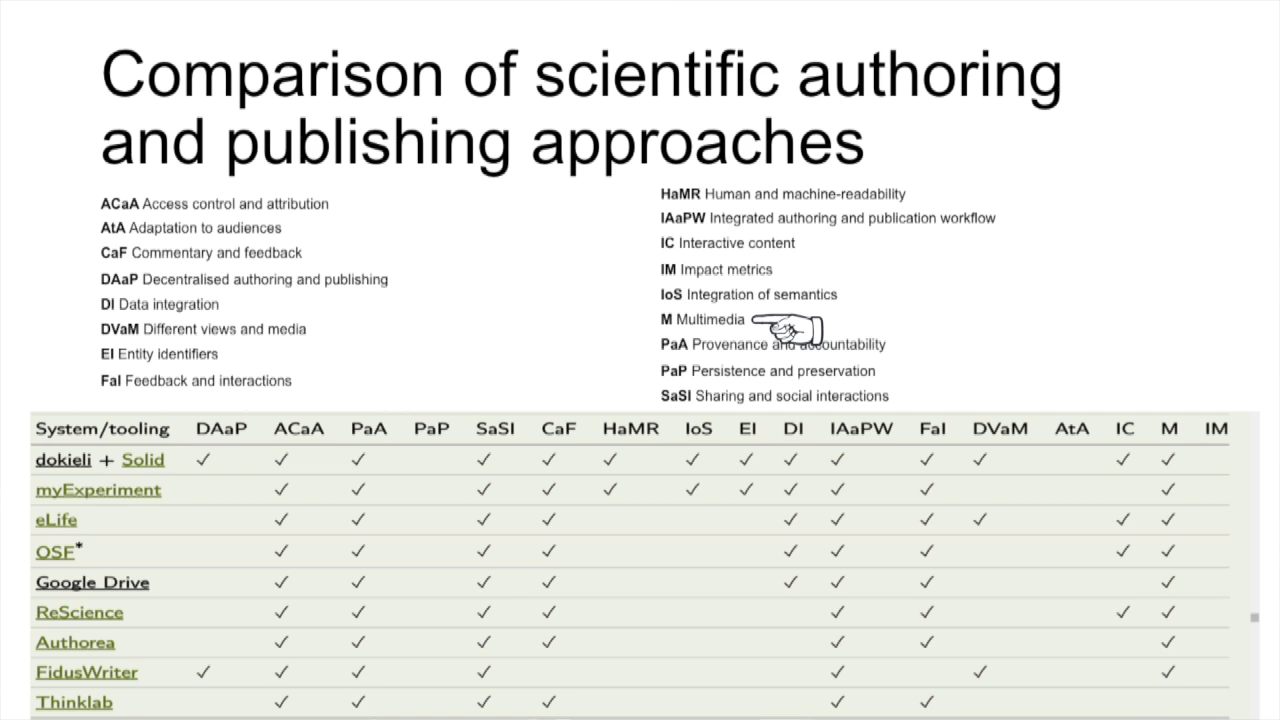 Comparison of scientific authoring
and publishing approaches
ACaA Access control and attribution
AtA Adaptation to audiences
CaF Commentary and feedback
DAaP Decentralised authoring and publishing
DI Data integration
DVaM Different views and media
EI Entity identifiers
FaI Feedback and interactions
HaMR Human and machine-readability
IAaPW Integrated authoring and publication workflow
IC Interactive content
IM Impact metrics
IoS Integration of semantics
M Multimedia
PaA Provenance and accountability
PaP Persistence and preservation
SaSI Sharing and social interactions
System/tooling DAaP ACaA PaA PaP SaSI CaF HaMR IoS EI DI IAaPW FaI DVaM AtA IC M IM
dokieli + Solid ✓ ✓ ✓ ✓ ✓ ✓ ✓ ✓ ✓ ✓ ✓ ✓ ✓ ✓
myExperiment ✓ ✓ ✓ ✓ ✓ ✓ ✓ ✓ ✓ ✓ ✓
eLife ✓ ✓ ✓ ✓ ✓ ✓ ✓ ✓ ✓ ✓
OSF* ✓ ✓ ✓ ✓ ✓ ✓ ✓ ✓ ✓
Google Drive ✓ ✓ ✓ ✓ ✓ ✓ ✓ ✓
ReScience ✓ ✓ ✓ ✓ ✓ ✓ ✓ ✓
Authorea ✓ ✓ ✓ ✓ ✓ ✓ ✓
FidusWriter ✓ ✓ ✓ ✓ ✓ ✓ ✓
Thinklab ✓ ✓ ✓ ✓ ✓ ✓